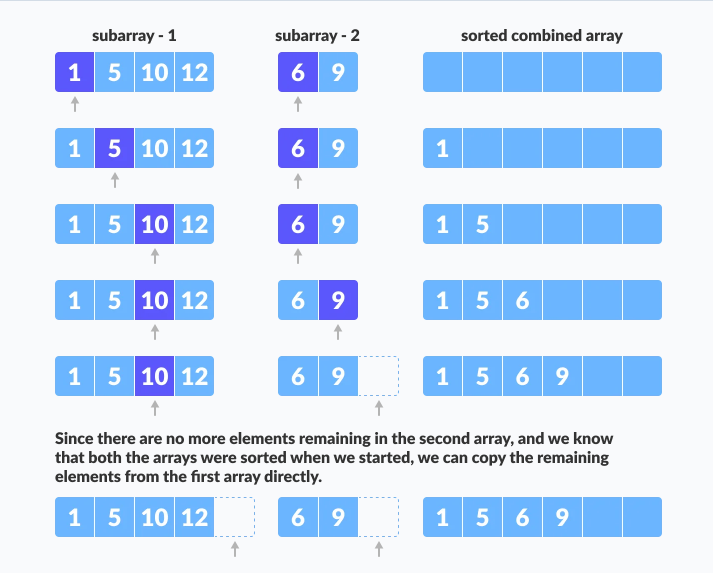 subarray - 1 subarray - 2 sorted combined array
1 5 10 12 6 9
1 5 10 12 6 9 1
1 5 10 12 6 9 1 5
1 5 10 12 6 9 1 5 6
1 5 10 12 6 9 1 5 6 9
Since there are no more elements remaining in the second array, and we know
that both the arrays were sorted when we started, we can copy the remaining
elements from the first array directly.
1 5 10 12 6 9 1 5 6 9